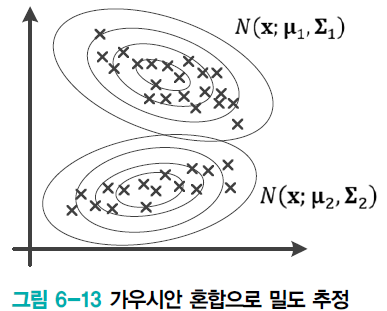 N(x; μ₁, Σ₁)
N(x; μ₂, Σ₂)
그림 6-13 가우시안 혼합으로 밀도 추정